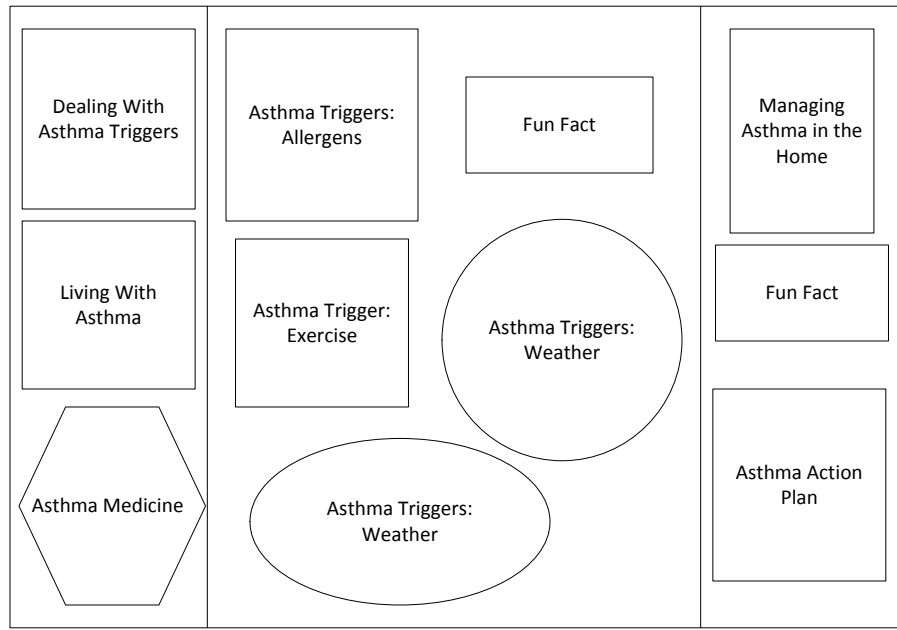 Dealing With
Asthma Triggers
Living With
Asthma
Asthma Medicine
Asthma Triggers:
Allergens
Fun Fact
Asthma Trigger:
Exercise
Asthma Triggers:
Weather
Asthma Triggers:
Weather
Managing
Asthma in the
Home
Fun Fact
Asthma Action
Plan